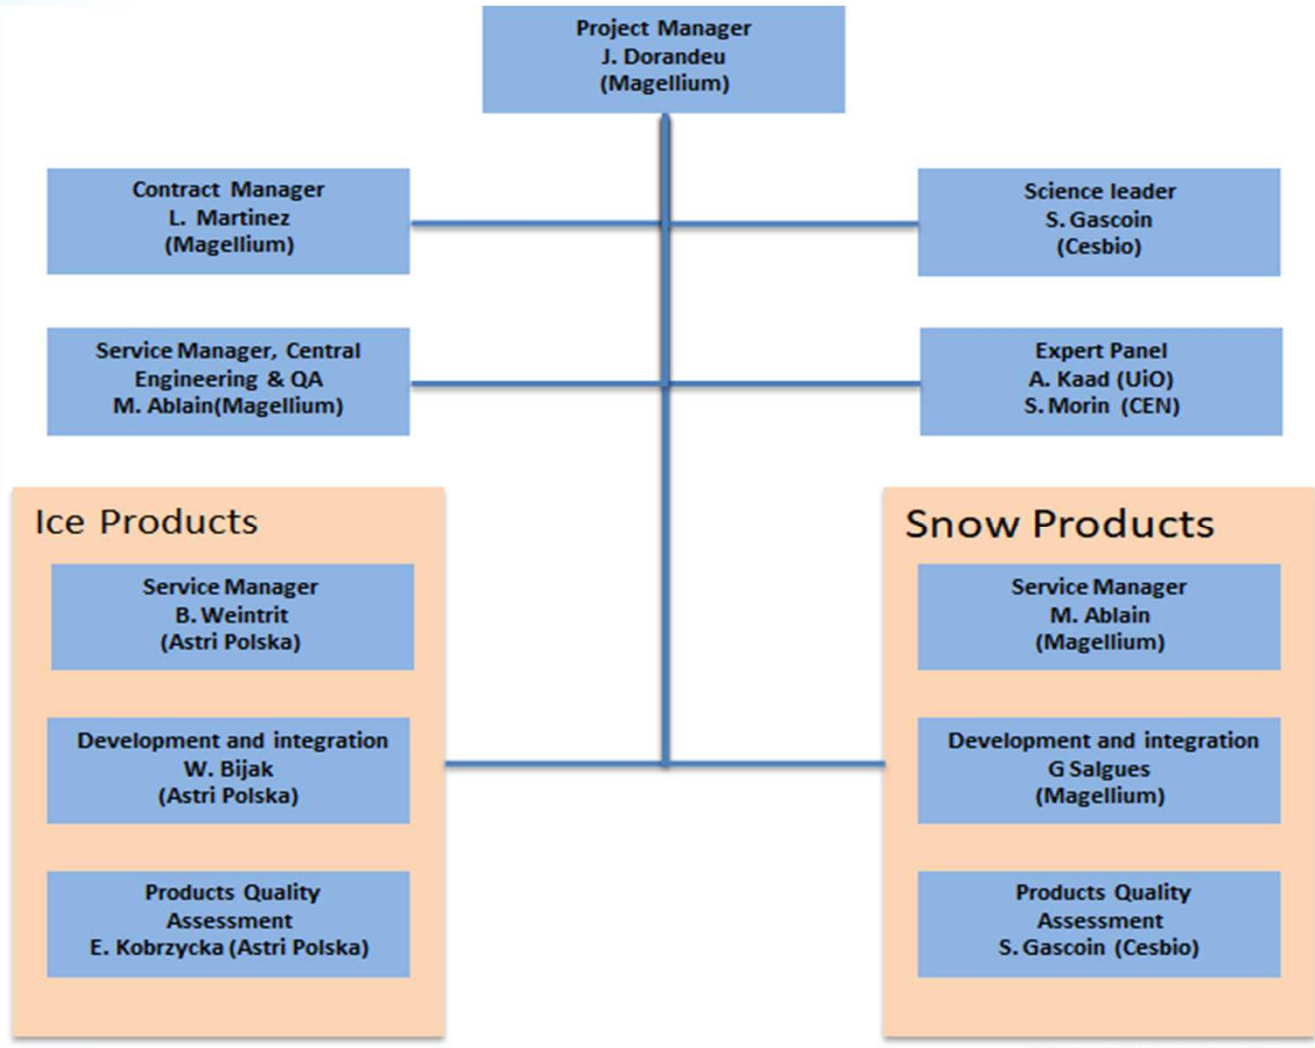 Project Manager
J. Dorandeu
(Magellium)
Contract Manager
L. Martinez
(Magellium)
Science leader
S. Gascoin
(Cesbio)
Service Manager, Central
Engineering & QA
M. Ablain(Magellium)
Expert Panel
A. Kaad (UiO)
S. Morin (CEN)
Ice Products
Service Manager
B. Weintrit
(Astri Polska)
Development and integration
W. Bijak
(Astri Polska)
Products Quality
Assessment
E. Kobrzycka (Astri Polska)
Snow Products
Service Manager
M. Ablain
(Magellium)
Development and integration
G Salgues
(Magellium)
Products Quality
Assessment
S. Gascoin (Cesbio)